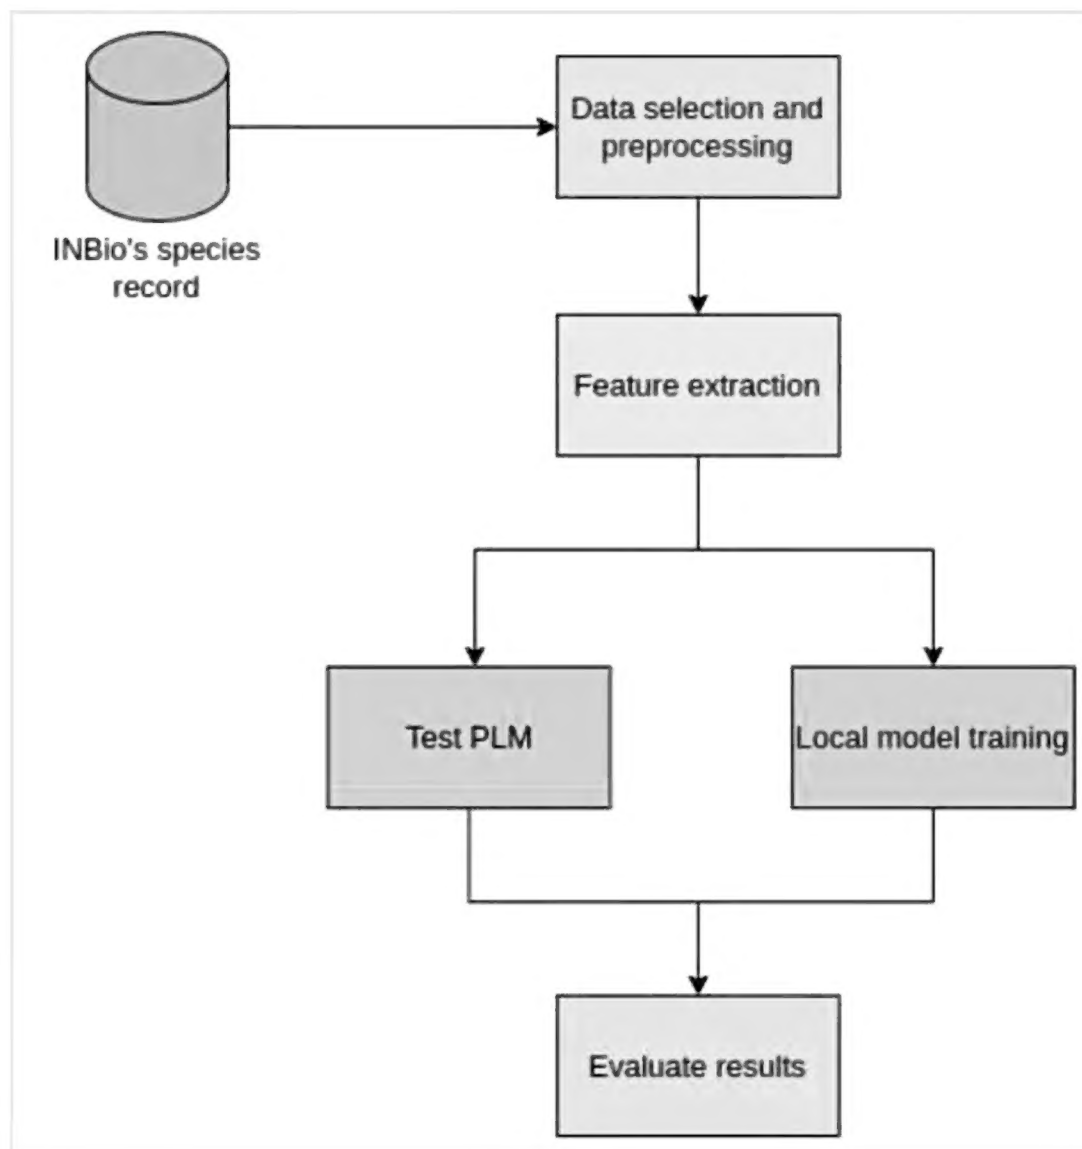 Data selection and
preprocessing
INBio's species
record
Feature extraction
Test PLM
Local model training
Evaluate results